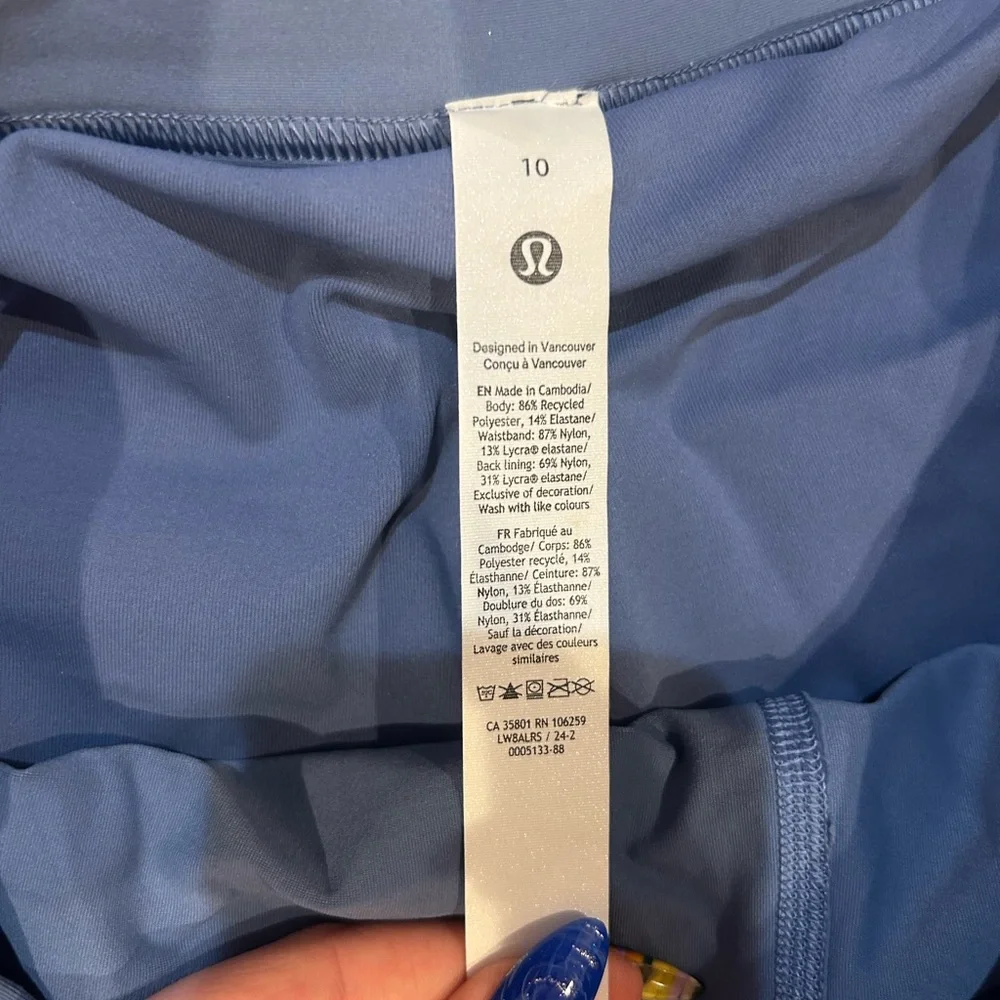 10
Designed in Vancouver
Conçu à Vancouver
EN Made in Cambodia/
Body: 86% Recycled
Polyester, 14% Elastane/
Waistband: 87% Nylon,
13% Lycra® elastane/
Back lining: 69% Nylon,
31% Lycra® elastane/
Exclusive of decoration/
Wash with like colours
FR Fabriqué au
Cambodge/ Corps: 86%
Polyester recyclé, 14%
Élasthanne/ Ceinture: 87%
Nylon, 13% Élasthanne/
Doublure du dos: 69%
Nylon, 31% Élasthanne/
Sauf la décoration/
Lavage avec des couleurs
similaires
CA 35801 RN 106259
LW8ALRS / 24-2
0005133-88